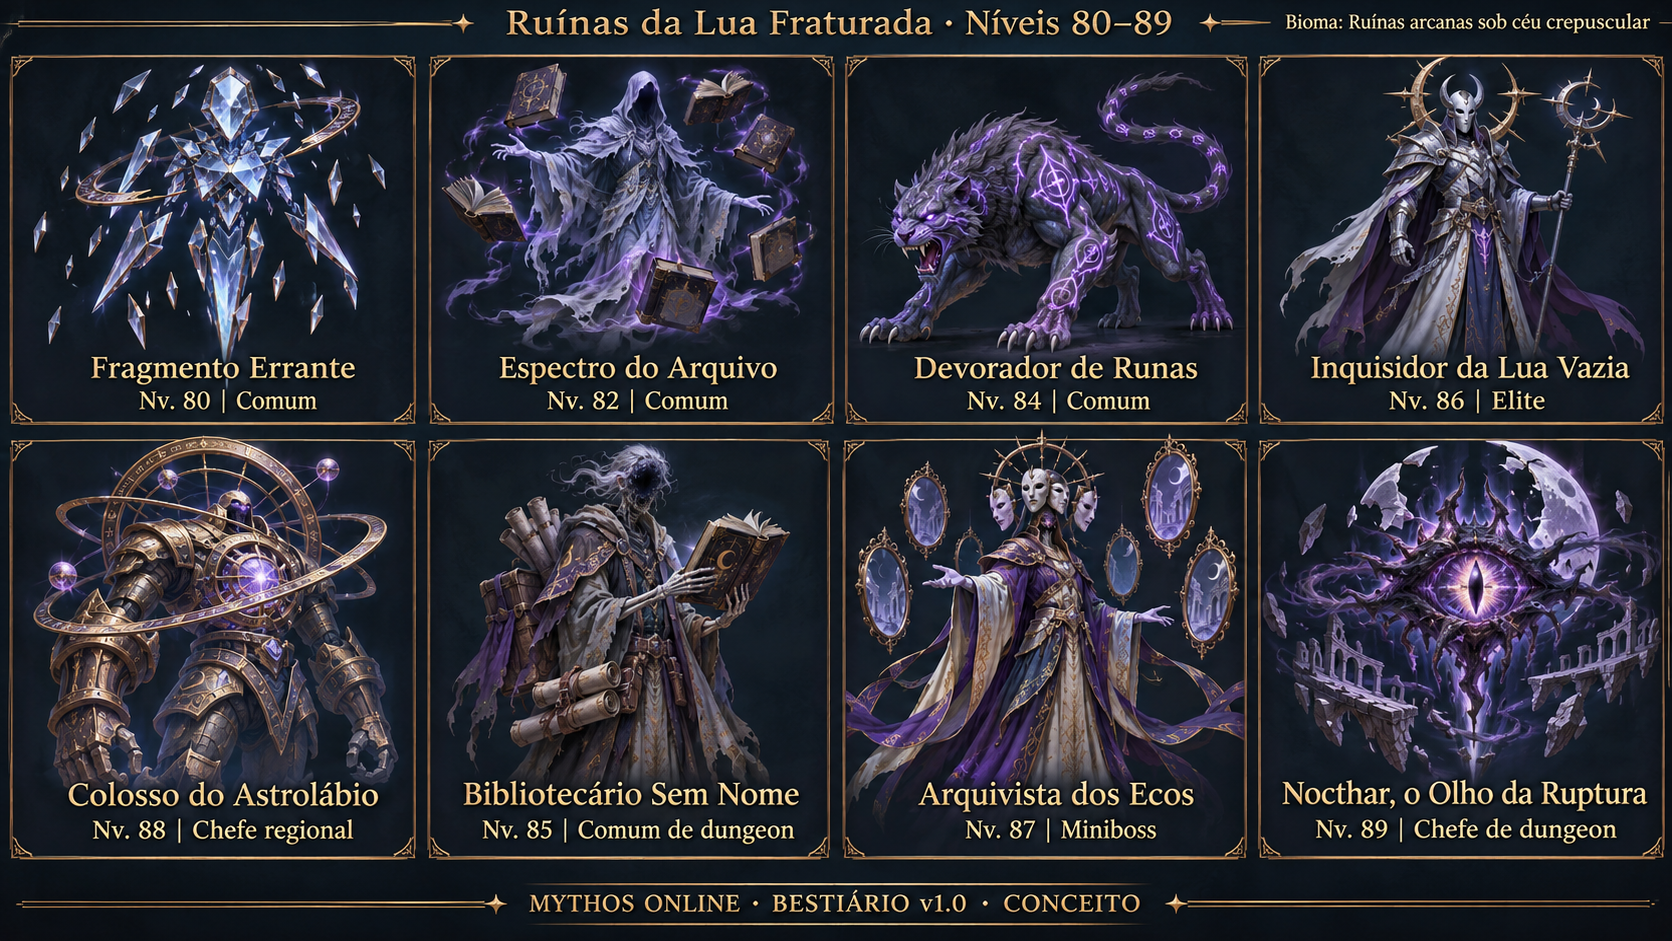 Ruínas da Lua Fraturada • Níveis 80–89
Bioma: Ruínas arcanas sob céu crepuscular
Fragmento Errante
Nv. 80 | Comum
Espectro do Arquivo
Nv. 82 | Comum
Devorador de Runas
Nv. 84 | Comum
Inquisidor da Lua Vazia
Nv. 86 | Elite
Colosso do Astrolábio
Nv. 88 | Chefe regional
Bibliotecário Sem Nome
Nv. 85 | Comum de dungeon
Arquivista dos Ecos
Nv. 87 | Miniboss
Nocthar, o Olho da Ruptura
Nv. 89 | Chefe de dungeon
MYTHOS ONLINE • BESTIÁRIO v1.0 • CONCEITO